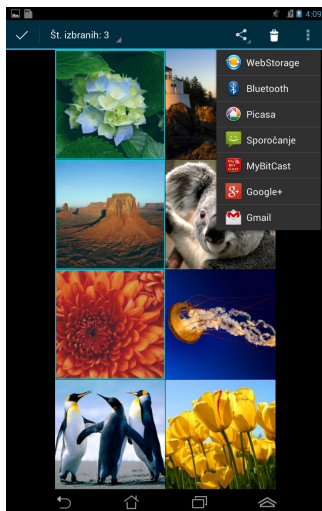 4:09
Št. izbranih: 3
WebStorage
Bluetooth
Picasa
Sporočanje
MyBitCast
Google+
Gmail